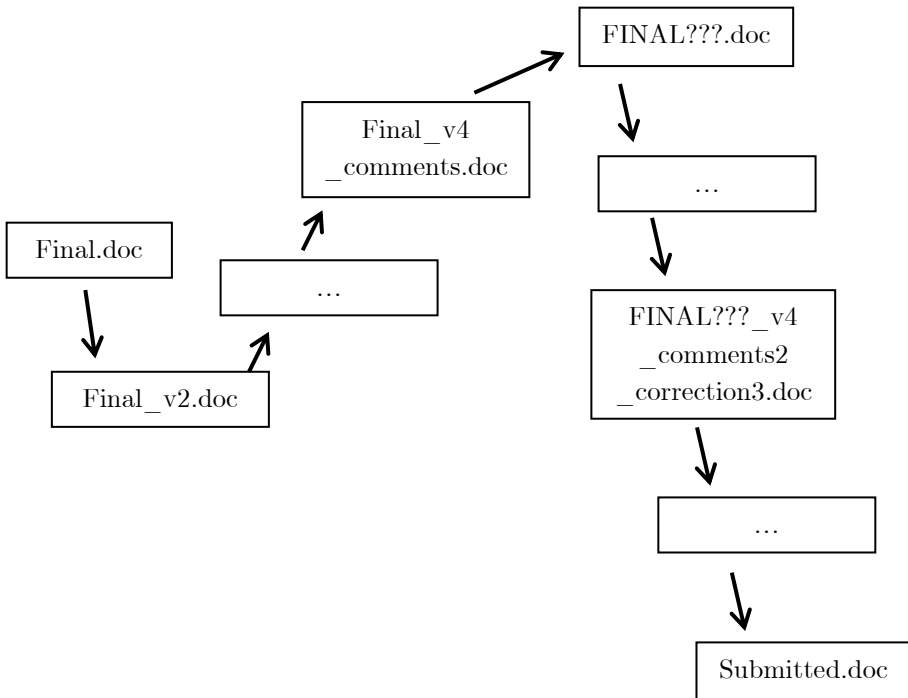 Final.doc
Final_v2.doc
...
Final_v4
_comments.doc
FINAL???.doc
...
FINAL???_v4
_comments2
_correction3.doc
...
Submitted.doc